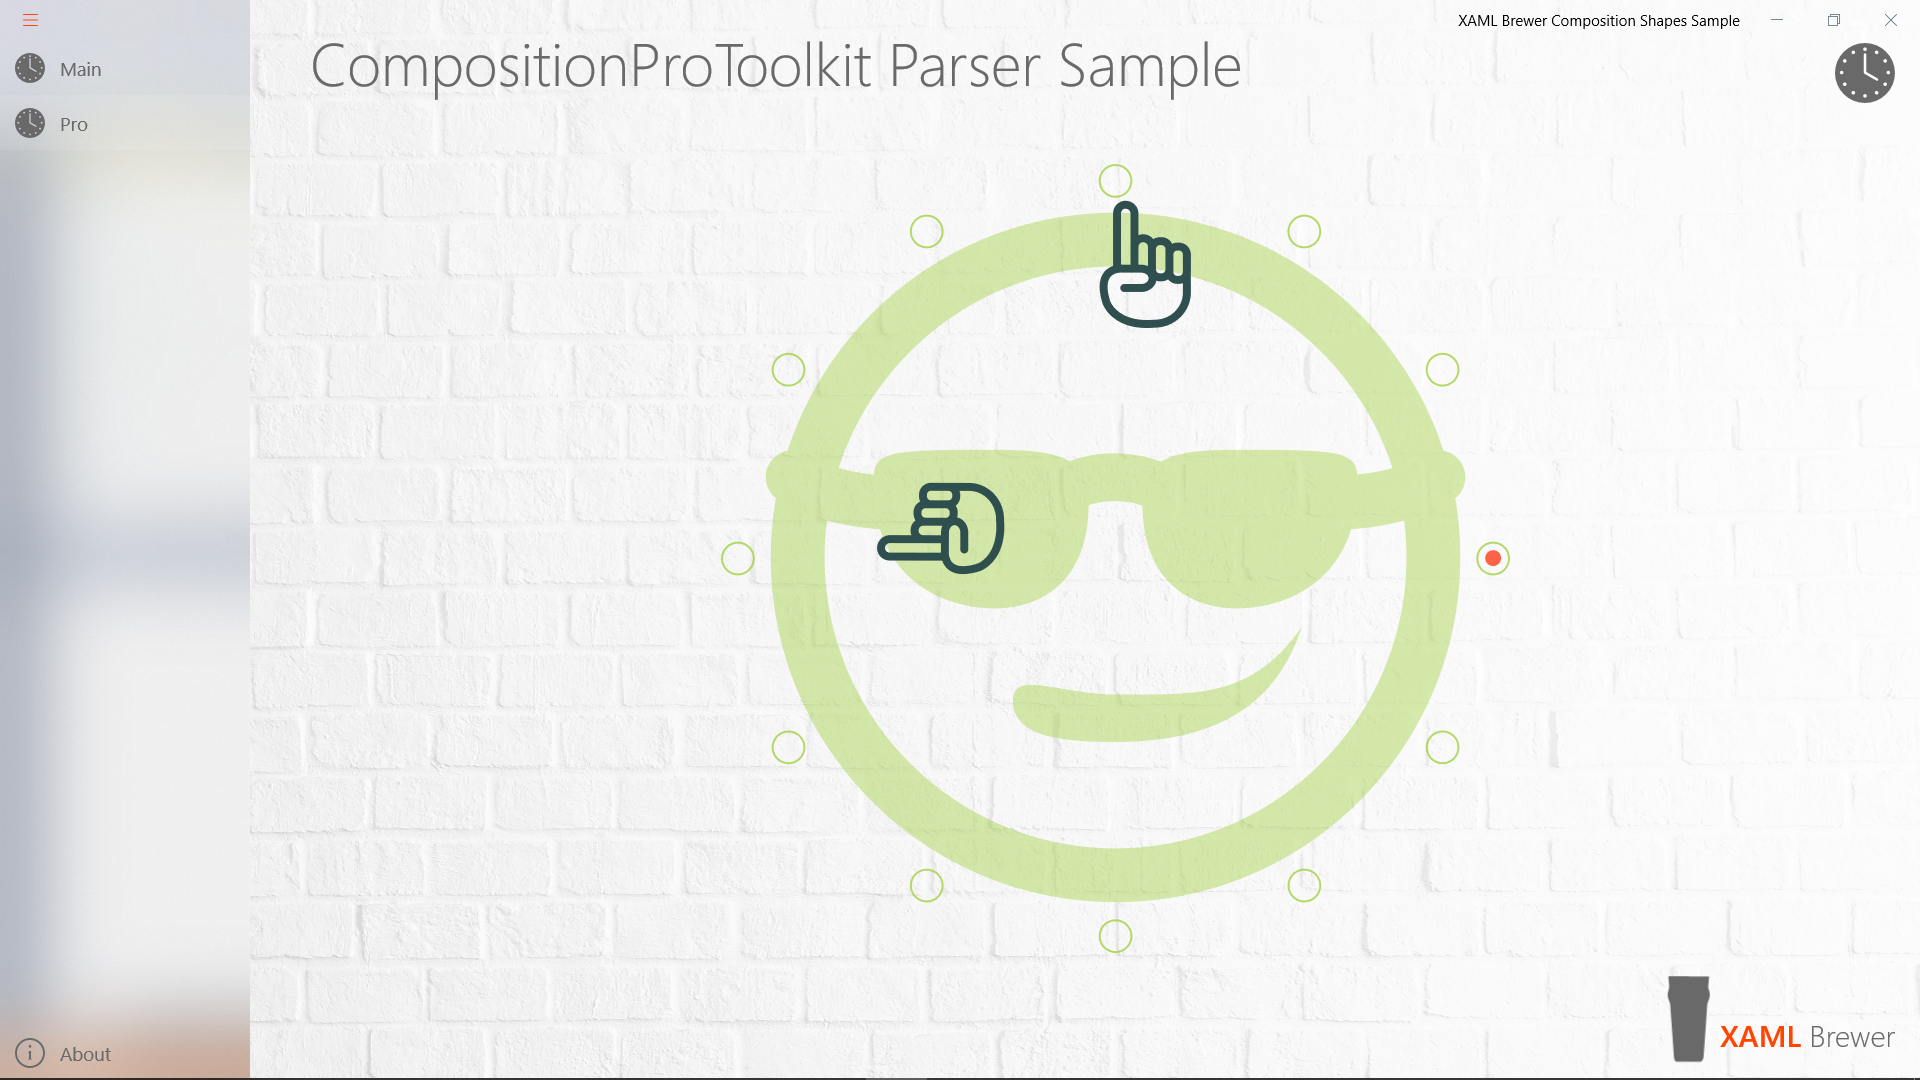 XAML Brewer Composition Shapes Sample
CompositionProToolkit Parser Sample
Main
Pro
About
XAML Brewer